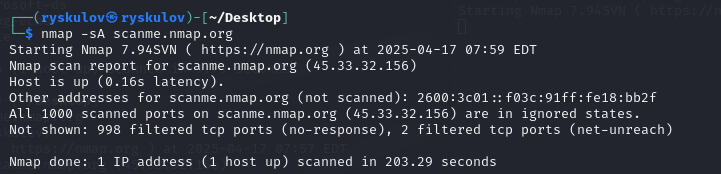 ┌──(ryskulov㉿ryskulov)-[~/Desktop]
└─$ nmap -sA scanme.nmap.org
Starting Nmap 7.94SVN ( https://nmap.org ) at 2025-04-17 07:59 EDT
Nmap scan report for scanme.nmap.org (45.33.32.156)
Host is up (0.16s latency).
Other addresses for scanme.nmap.org (not scanned): 2600:3c01::f03c:91ff:fe18:bb2f
All 1000 scanned ports on scanme.nmap.org (45.33.32.156) are in ignored states.
Not shown: 998 filtered tcp ports (no-response), 2 filtered tcp ports (net-unreach)
Nmap done: 1 IP address (1 host up) scanned in 203.29 seconds